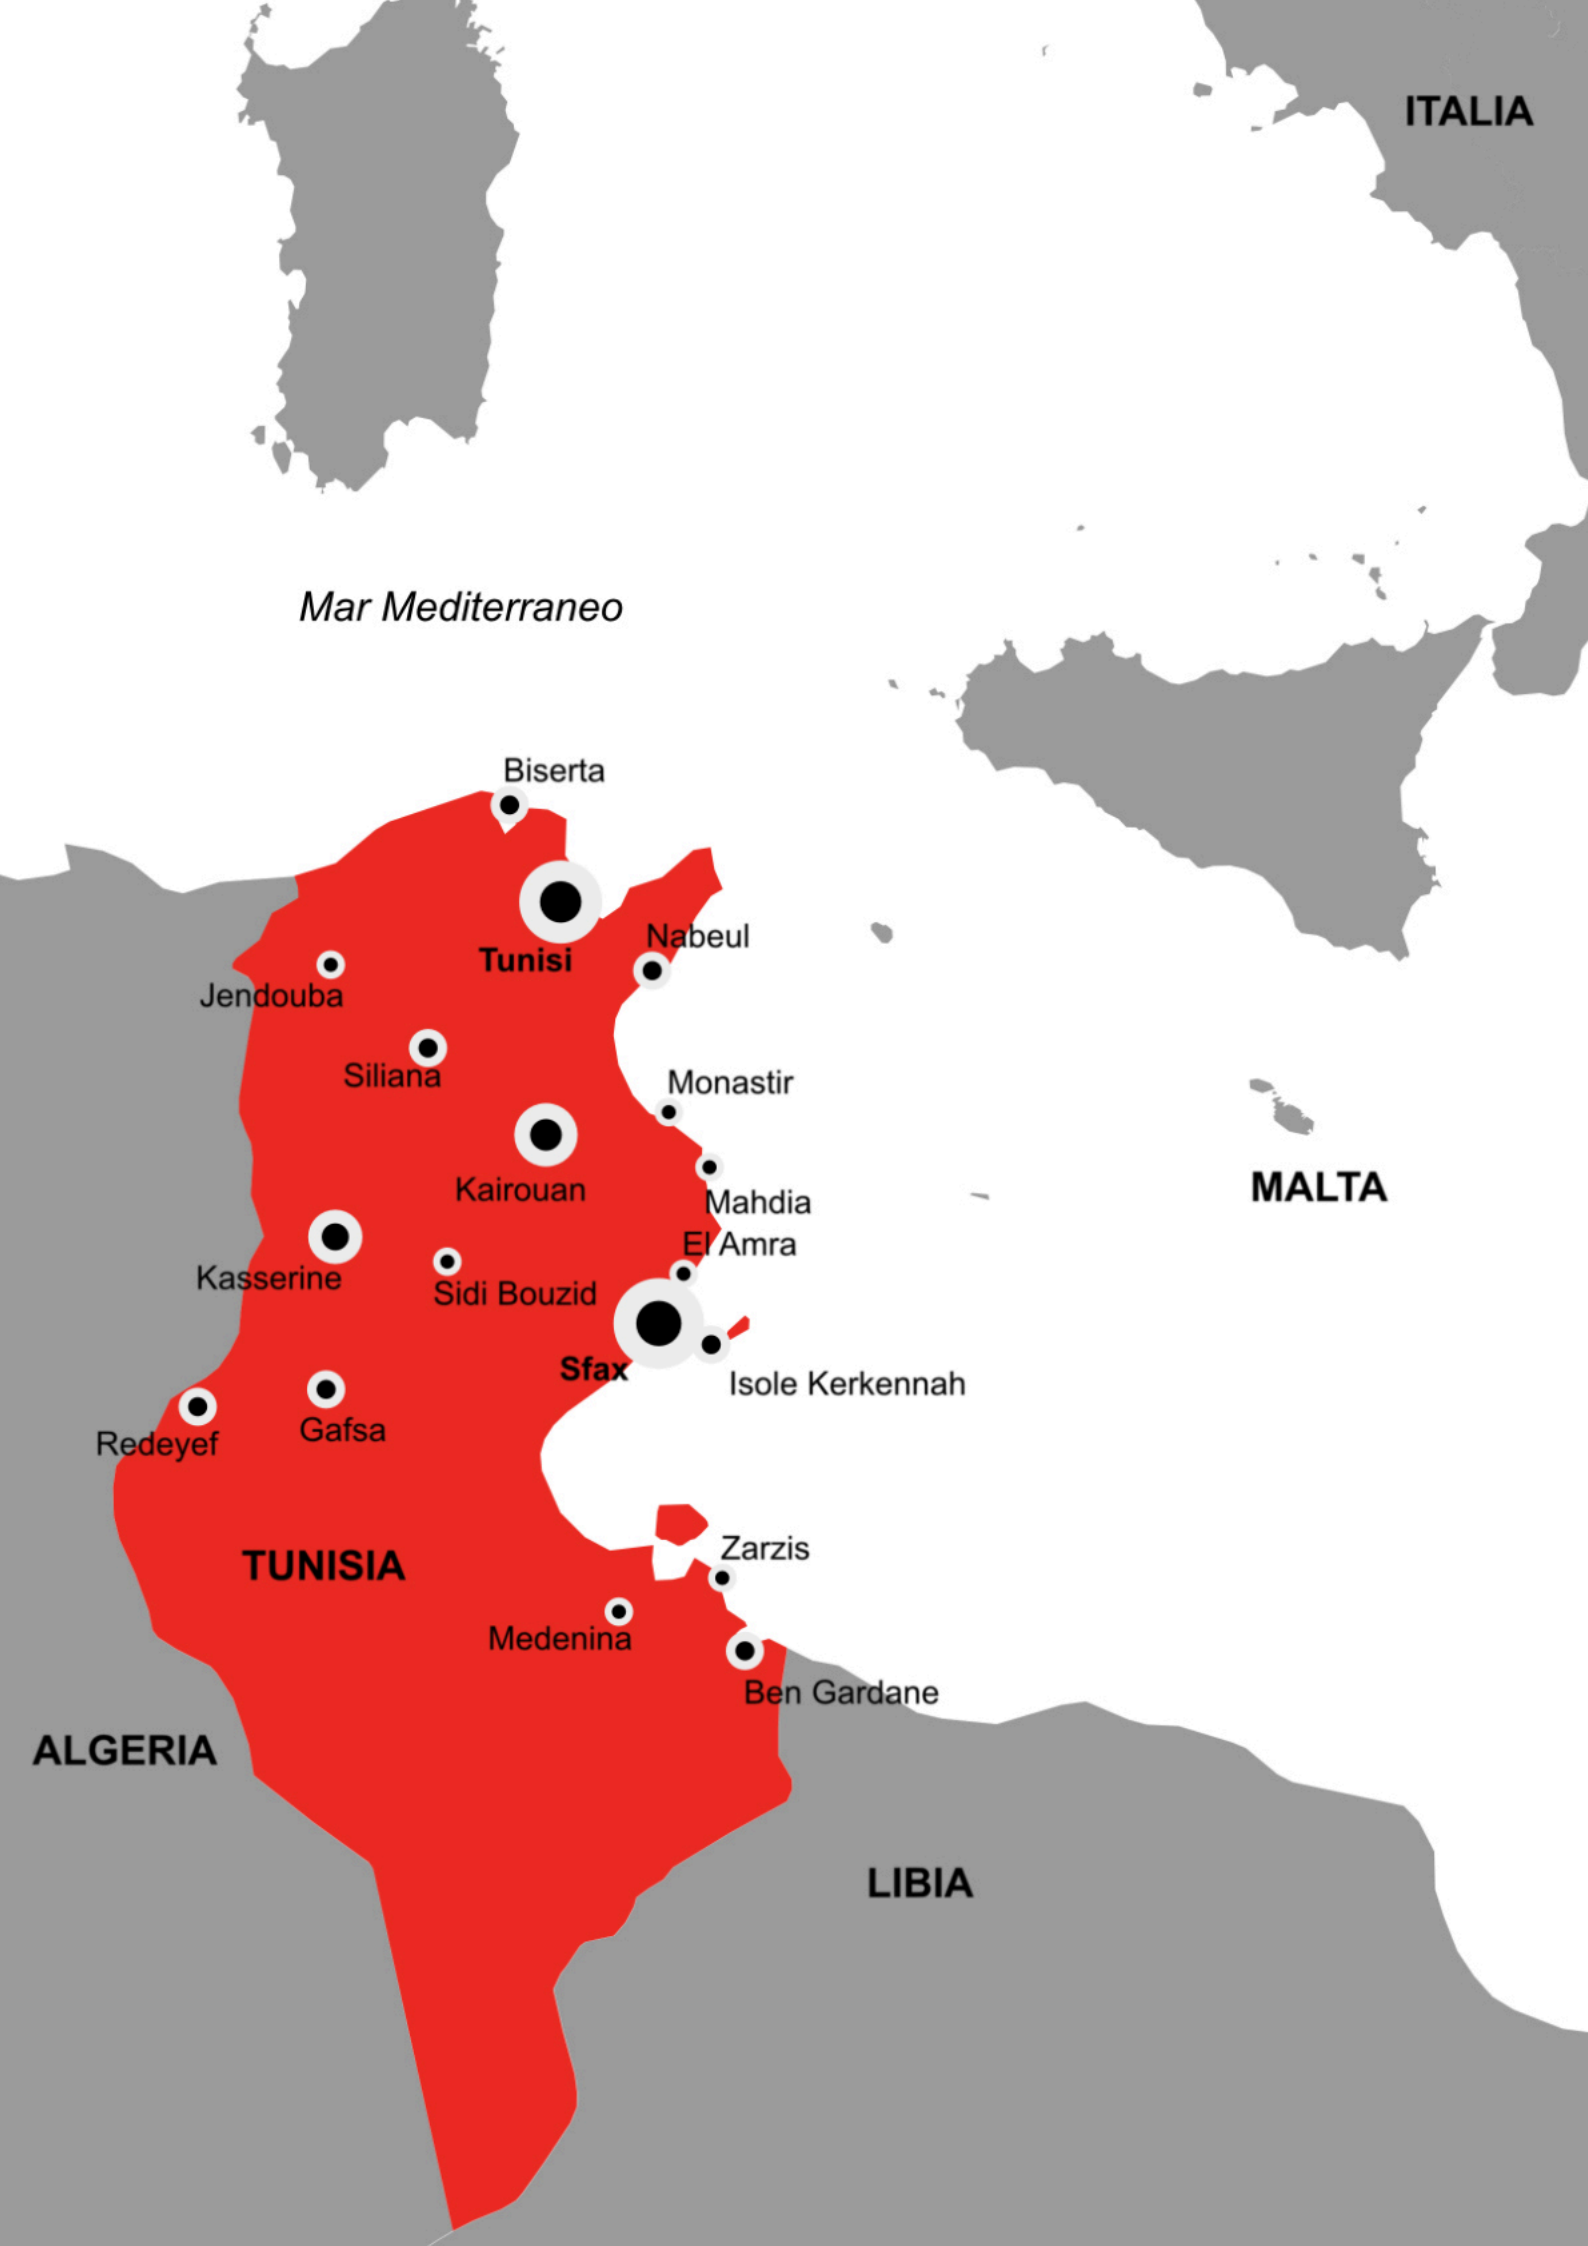 ITALIA
Mar Mediterraneo
Biserta
Nabeul
Tunisi
Jendouba
Siliana
Monastir
Kairouan
MALTA
Mahdia
El Amra
Kasserine
Sidi Bouzid
Sfax
Isole Kerkennah
Gafsa
Redeyef
Zarzis
TUNISIA
Medenina
Ben Gardane
ALGERIA
LIBIA